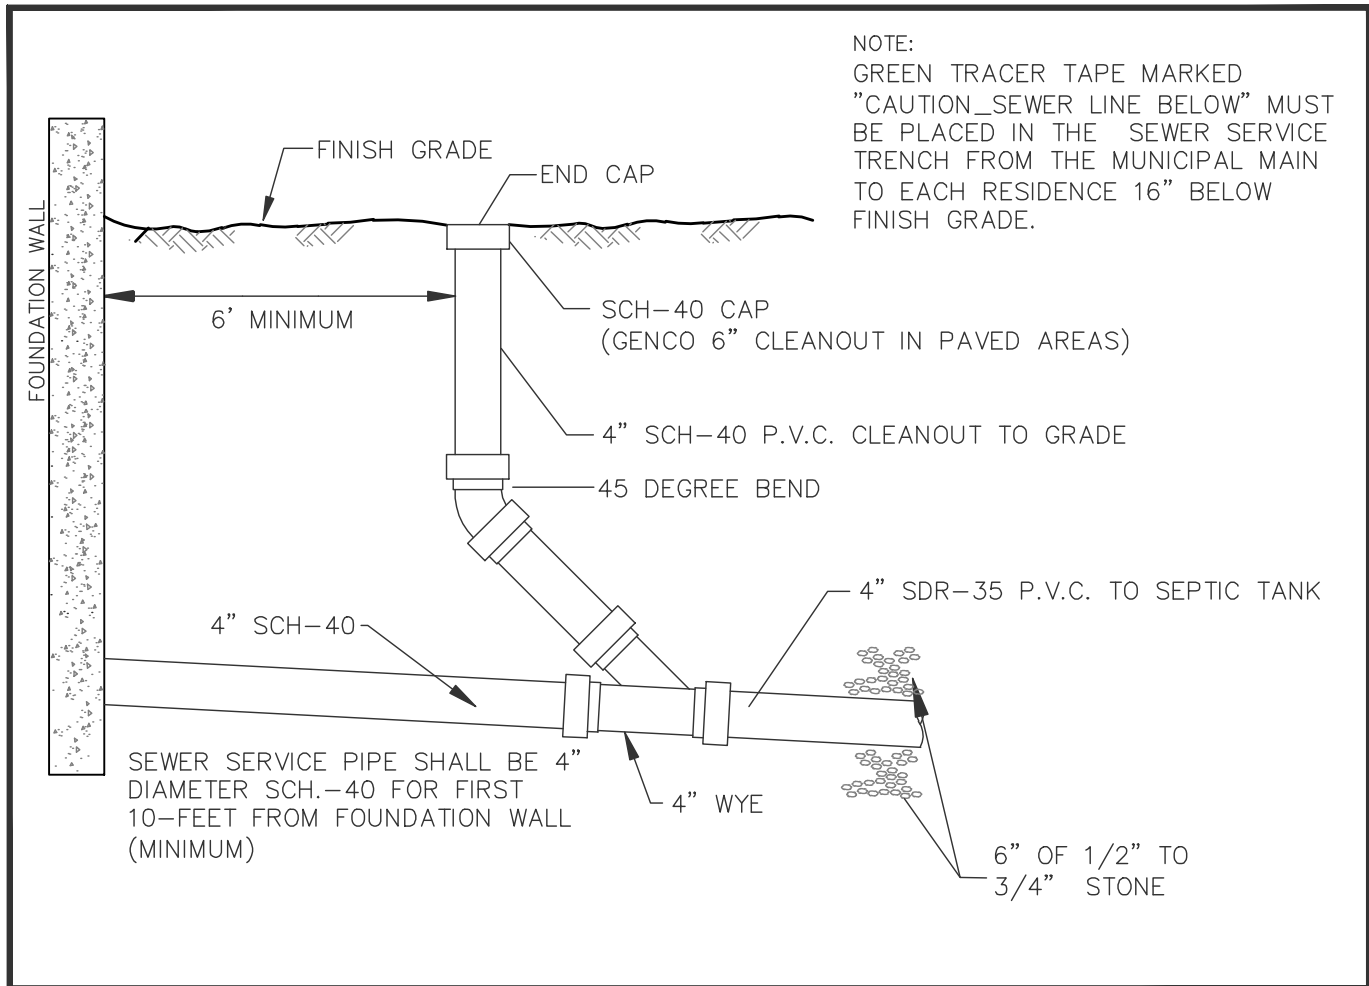 NOTE:
GREEN TRACER TAPE MARKED
"CAUTION_SEWER LINE BELOW" MUST
BE PLACED IN THE SEWER SERVICE
TRENCH FROM THE MUNICIPAL MAIN
TO EACH RESIDENCE 16" BELOW
FINISH GRADE.
FINISH GRADE
END CAP
FOUNDATION WALL
6' MINIMUM
SCH-40 CAP
(GENCO 6" CLEANOUT IN PAVED AREAS)
4" SCH-40 P.V.C. CLEANOUT TO GRADE
45 DEGREE BEND
4" SDR-35 P.V.C. TO SEPTIC TANK
4" SCH-40
SEWER SERVICE PIPE SHALL BE 4"
DIAMETER SCH.-40 FOR FIRST
10-FEET FROM FOUNDATION WALL
(MINIMUM)
4" WYE
6" OF 1/2" TO
3/4" STONE